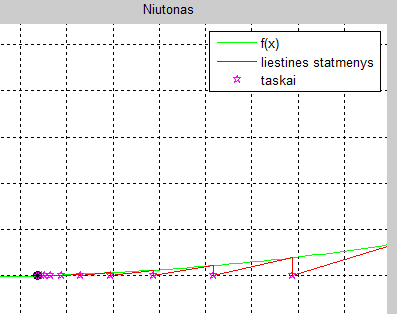 Niutonas
f(x)
liestines statmenys
taskai